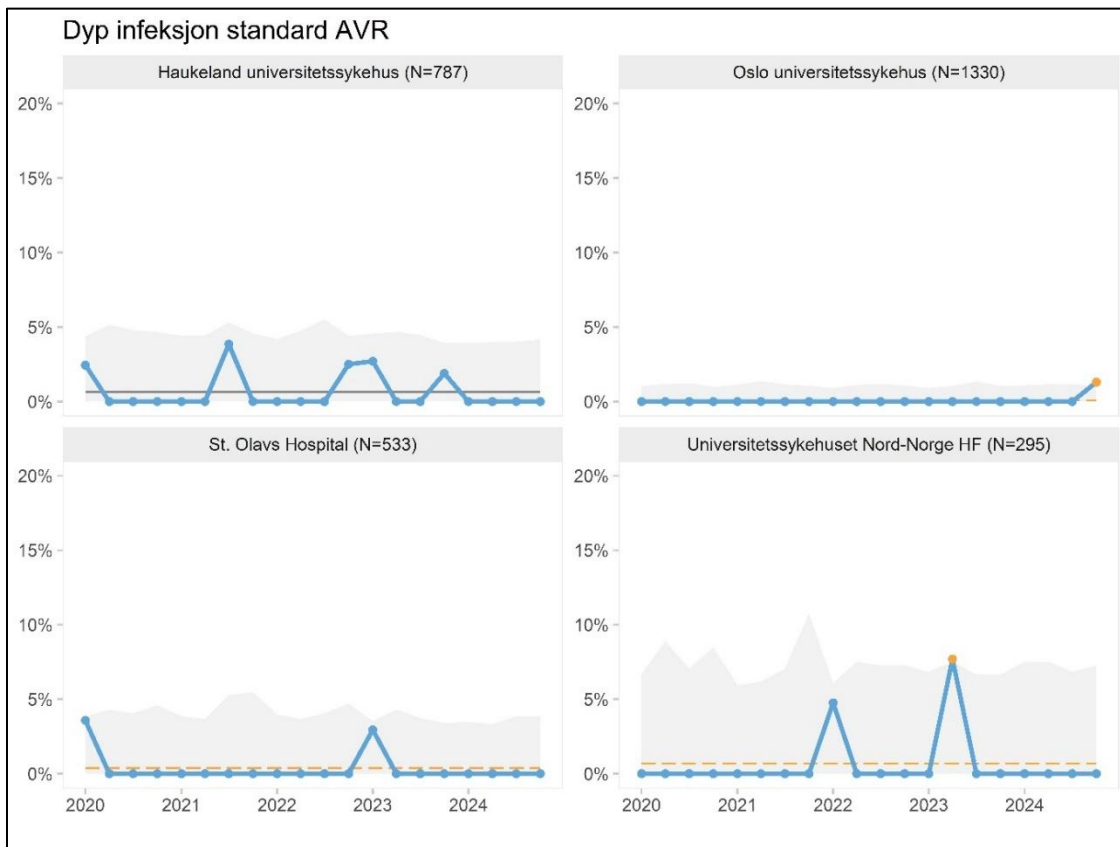 Dyp infeksjon standard AVR
Haukeland universitetssykehus (N=787)
Oslo universitetssykehus (N=1330)
20%
15%
10%
5%
0%
20%
15%
10%
5%
0%
St. Olavs Hospital (N=533)
Universitetssykehuset Nord-Norge HF (N=295)
20%
15%
10%
5%
0%
20%
15%
10%
5%
0%
2020 2021 2022 2023 2024
2020 2021 2022 2023 2024